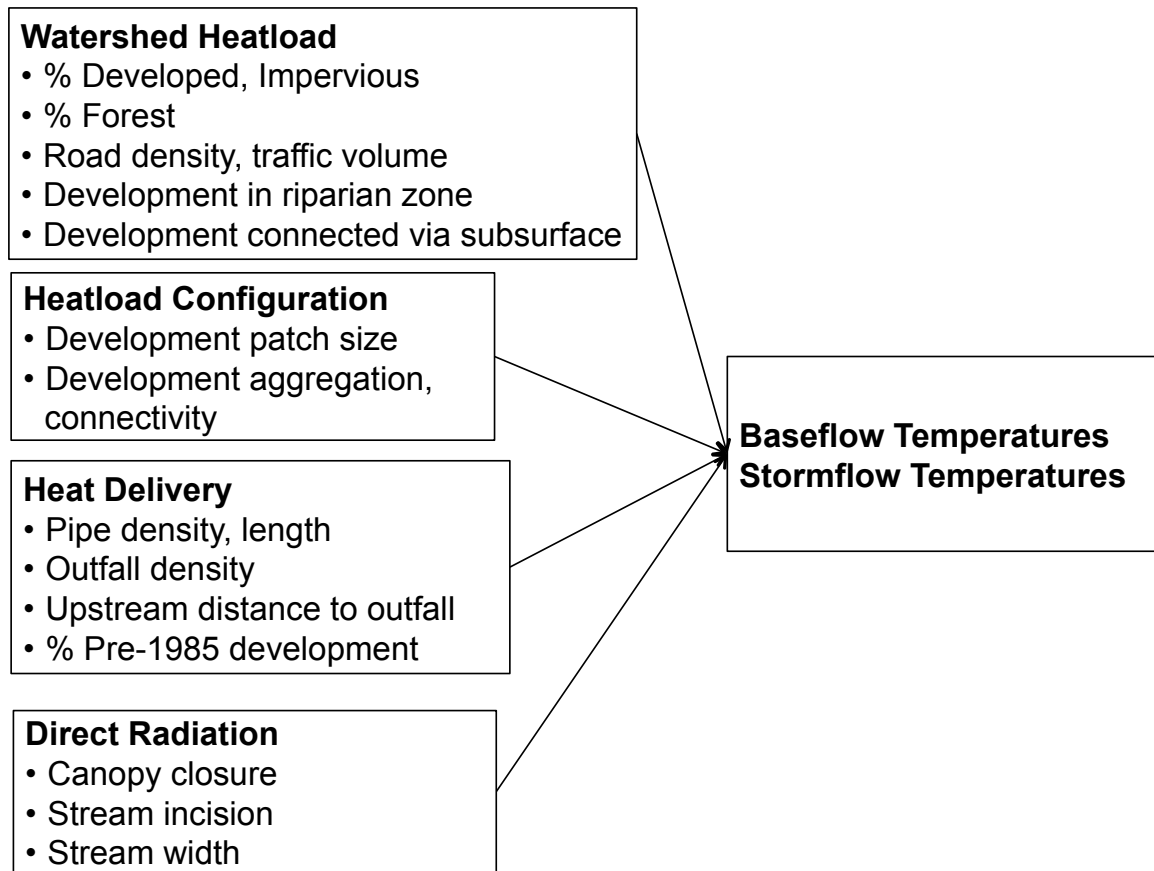 Watershed Heatload
• % Developed, Impervious
• % Forest
• Road density, traffic volume
• Development in riparian zone
• Development connected via subsurface
Heatload Configuration
• Development patch size
• Development aggregation,
connectivity
Heat Delivery
• Pipe density, length
• Outfall density
• Upstream distance to outfall
• % Pre-1985 development
Direct Radiation
• Canopy closure
• Stream incision
• Stream width
Baseflow Temperatures
Stormflow Temperatures